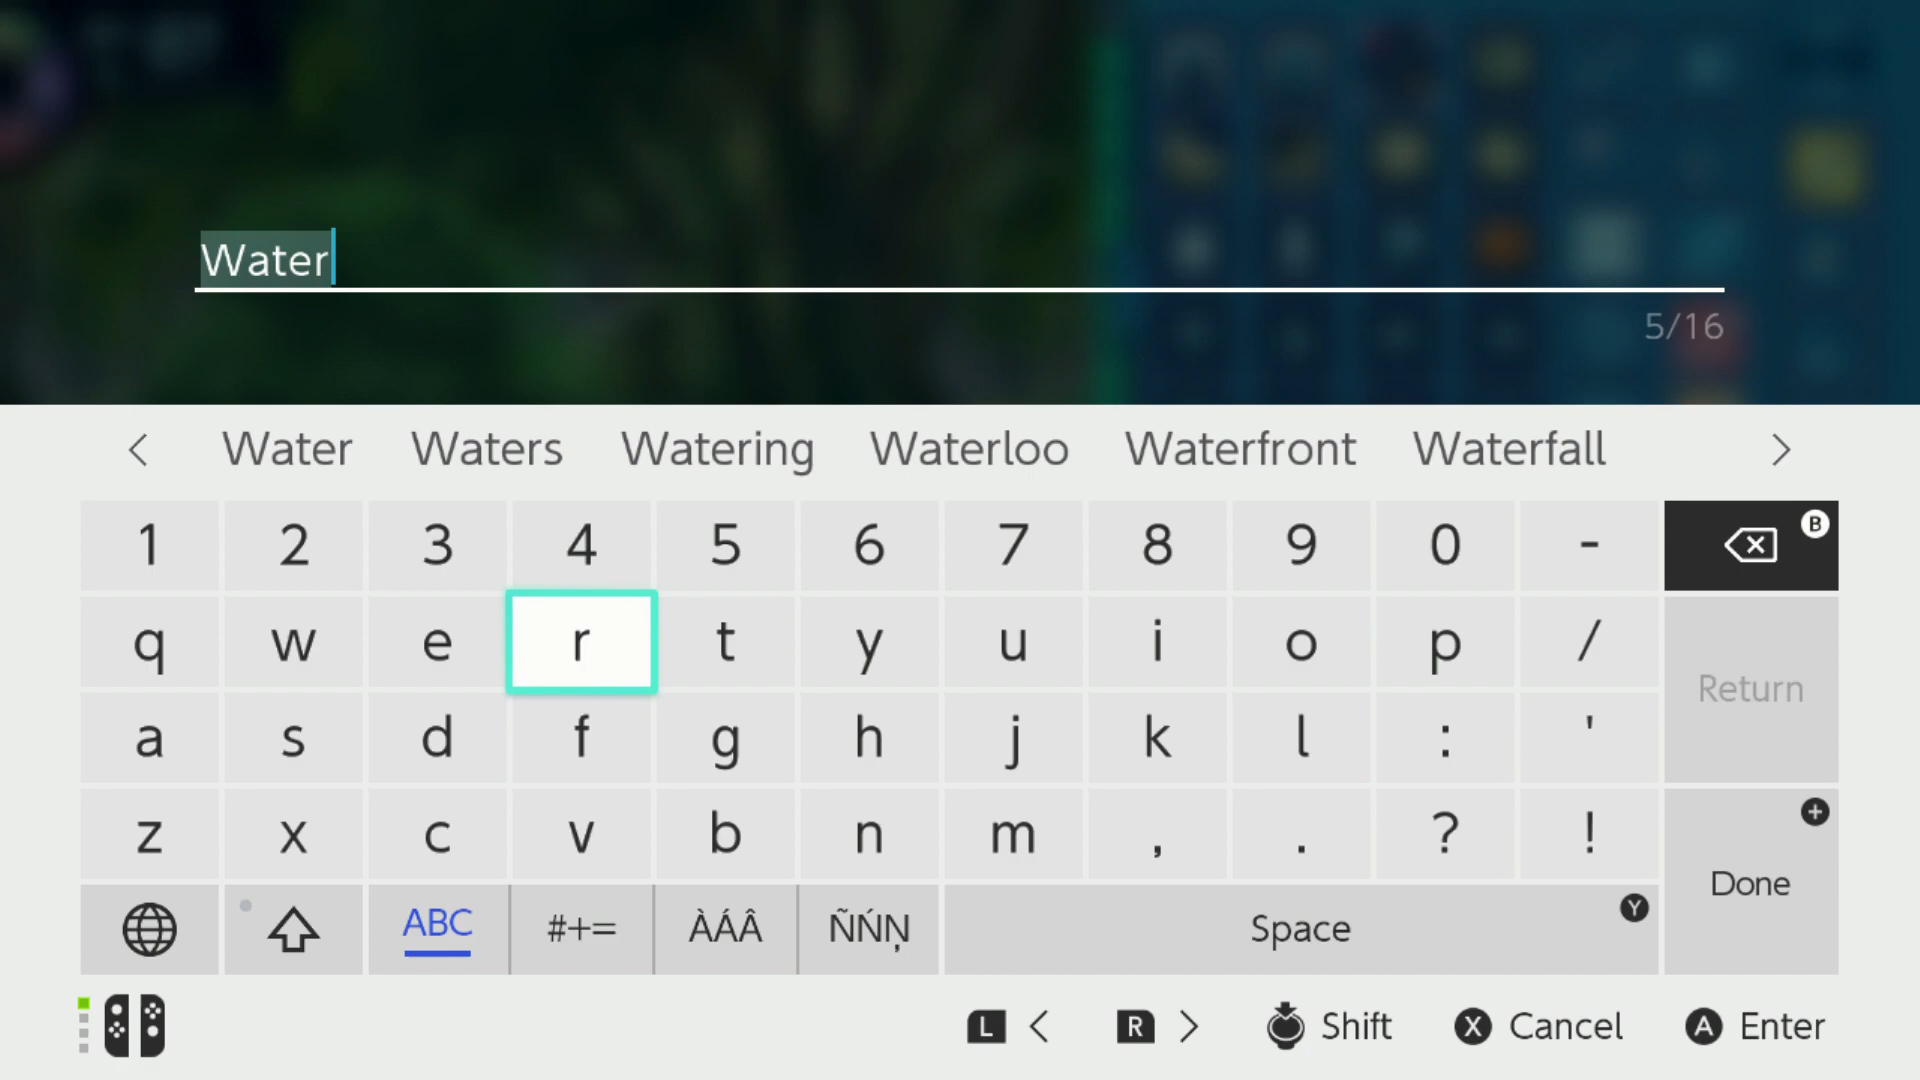 Water
5/16
Water Waters Watering Waterloo Waterfront Waterfall
1 2 3 4 5 6 7 8 9 0 - B
q w e r t y u i o p /
Return
a s d f g h j k l : '
z x c v b n m , . ? ! +
Done
ABC #+= ÀÁÂ ÑŃŅ Space Y
L < R > Shift X Cancel A Enter